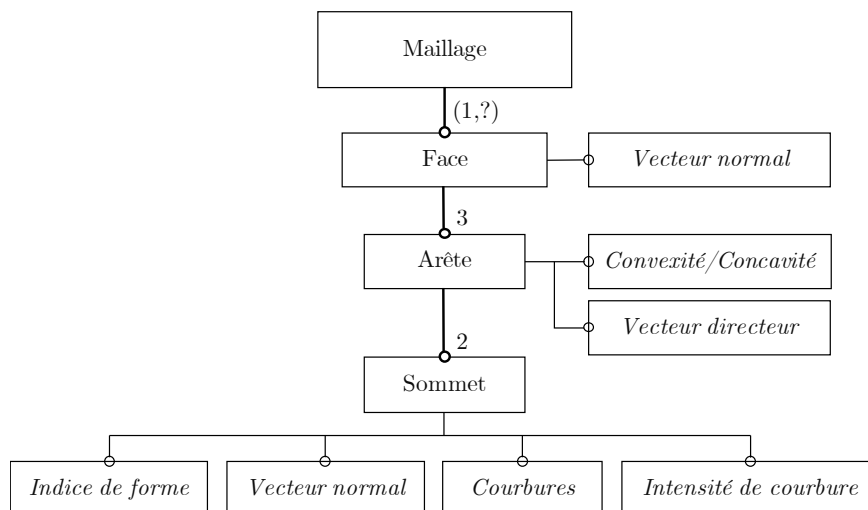 Maillage
(1,?)
Face
Vecteur normal
3
Arête
Convexité/Concavité
Vecteur directeur
2
Sommet
Indice de forme
Vecteur normal
Courbures
Intensité de courbure